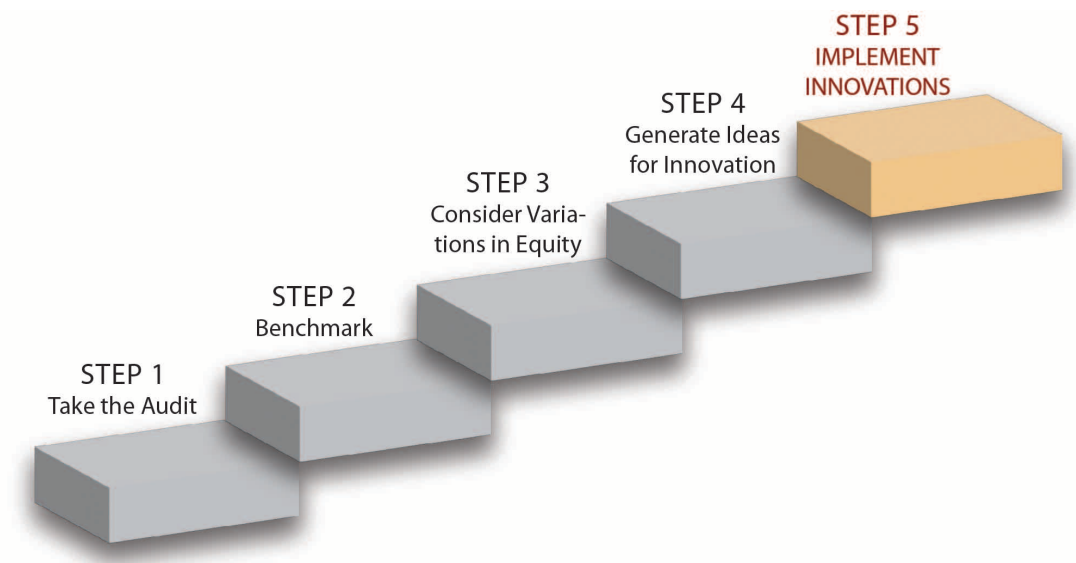 STEP 1
Take the Audit
STEP 2
Benchmark
STEP 3
Consider Varia-
tions in Equity
STEP 4
Generate Ideas
for Innovation
STEP 5
IMPLEMENT
INNOVATIONS